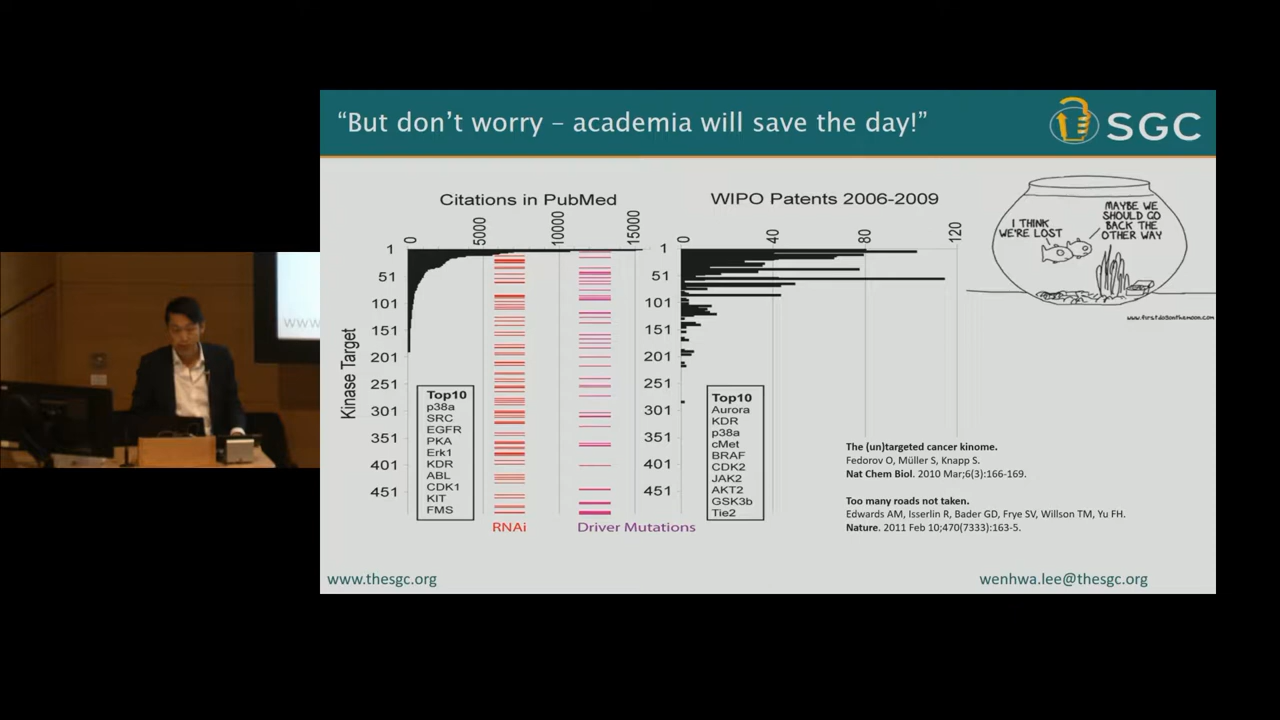 “But don’t worry – academia will save the day!”
SGC
Citations in PubMed
0
5000
10000
15000
1
51
101
151
201
251
301
351
401
451
Kinase Target
Top10
p38a
SRC
EGFR
PKA
Erk1
KDR
ABL
CDK1
KIT
FMS
RNAi
Driver Mutations
WIPO Patents 2006-2009
0
40
80
120
1
51
101
151
201
251
301
351
401
451
Top10
Aurora
KDR
p38a
cMet
BRAF
CDK2
JAK2
AKT2
GSK3b
Tie2
I THINK
WE'RE LOST
MAYBE WE
SHOULD GO
BACK THE
OTHER WAY
www.firstdogonthemoon.com
The (un)targeted cancer kinome.
Fedorov O, Müller S, Knapp S.
Nat Chem Biol. 2010 Mar;6(3):166-169.
Too many roads not taken.
Edwards AM, Isserlin R, Bader GD, Frye SV, Willson TM, Yu FH.
Nature. 2011 Feb 10;470(7333):163-5.
www.thesgc.org
wenhwa.lee@thesgc.org
www